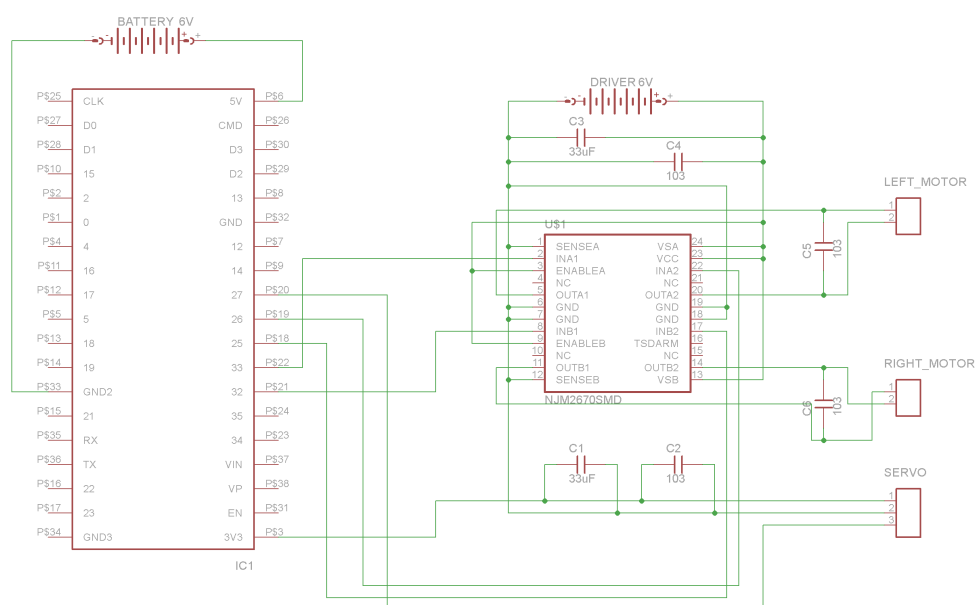 BATTERY 6V
- - + +
P$25 CLK 5V P$6
P$27 D0 CMD P$26
P$28 D1 D3 P$30
P$10 15 D2 P$29
P$2 2 13 P$8
P$1 0 GND P$32
P$4 4 12 P$7
P$11 16 14 P$9
P$12 17 27 P$20
P$5 5 26 P$19
P$13 18 25 P$18
P$14 19 33 P$22
P$33 GND2 32 P$21
P$15 21 35 P$24
P$35 RX 34 P$23
P$36 TX VIN P$37
P$16 22 VP P$38
P$17 23 EN P$31
P$34 GND3 3V3 P$3
IC1
DRIVER 6V
- - + +
C3
33uF
C4
103
U$1
1 SENSEA VSA 24
2 INA1 VCC 23
3 ENABLEA INA2 22
4 NC NC 21
5 OUTA1 OUTA2 20
6 GND GND 19
7 GND GND 18
8 INB1 INB2 17
9 ENABLEB TSDARM 16
10 NC NC 15
11 OUTB1 OUTB2 14
12 SENSEB VSB 13
NJM2670SMD
LEFT_MOTOR
1
2
C5
103
RIGHT_MOTOR
1
2
C6
103
C1
33uF
C2
103
SERVO
1
2
3